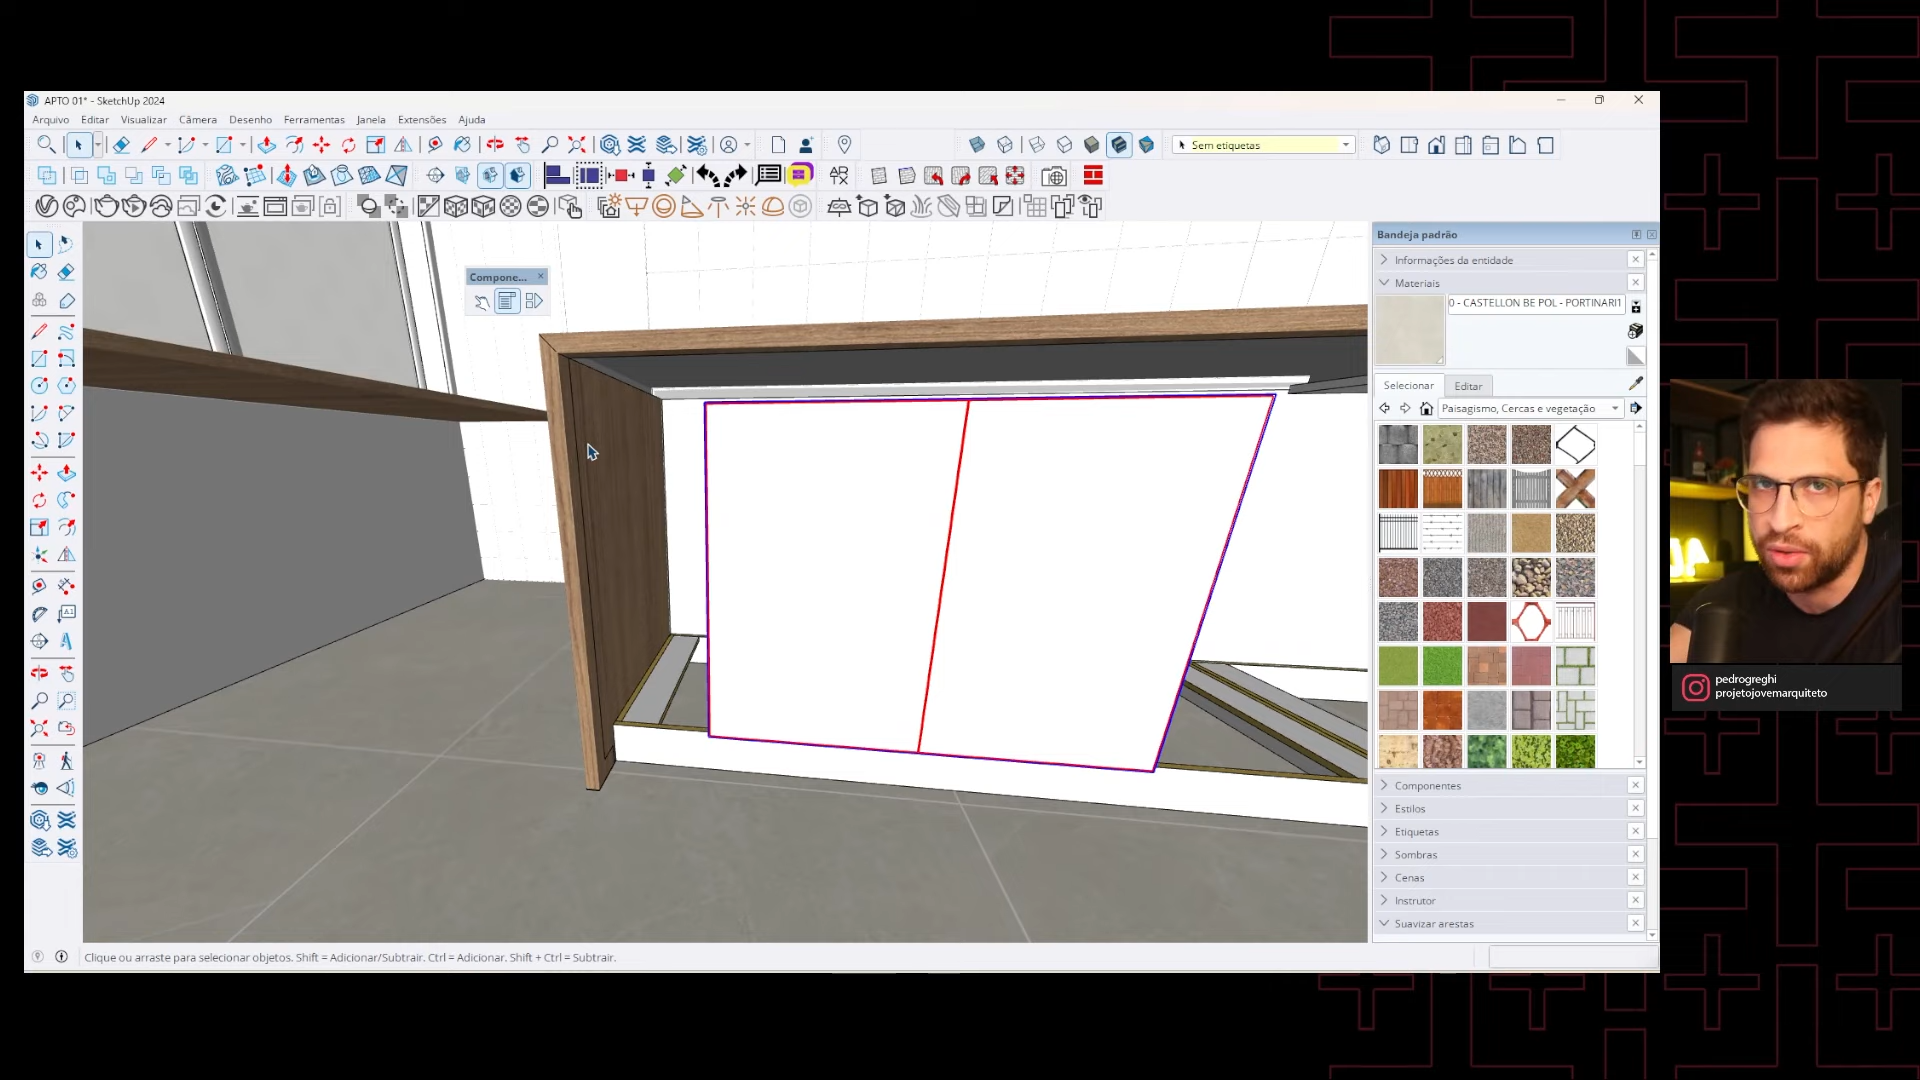 APTO 01* - SketchUp 2024
Arquivo Editar Visualizar Câmera Desenho Ferramentas Janela Extensões Ajuda
Sem etiquetas
Bandeja padrão
Informações da entidade
Compone...
Materiais
0 - CASTELLON BE POL - PORTINARI1
Selecionar Editar
Paisagismo, Cercas e vegetação
pedrogreghi
projetojovemarquiteto
Componentes
Estilos
Etiquetas
Sombras
Cenas
Instrutor
Suavizar arestas
Clique ou arraste para selecionar objetos. Shift = Adicionar/Subtrair. Ctrl = Adicionar. Shift + Ctrl = Subtrair.